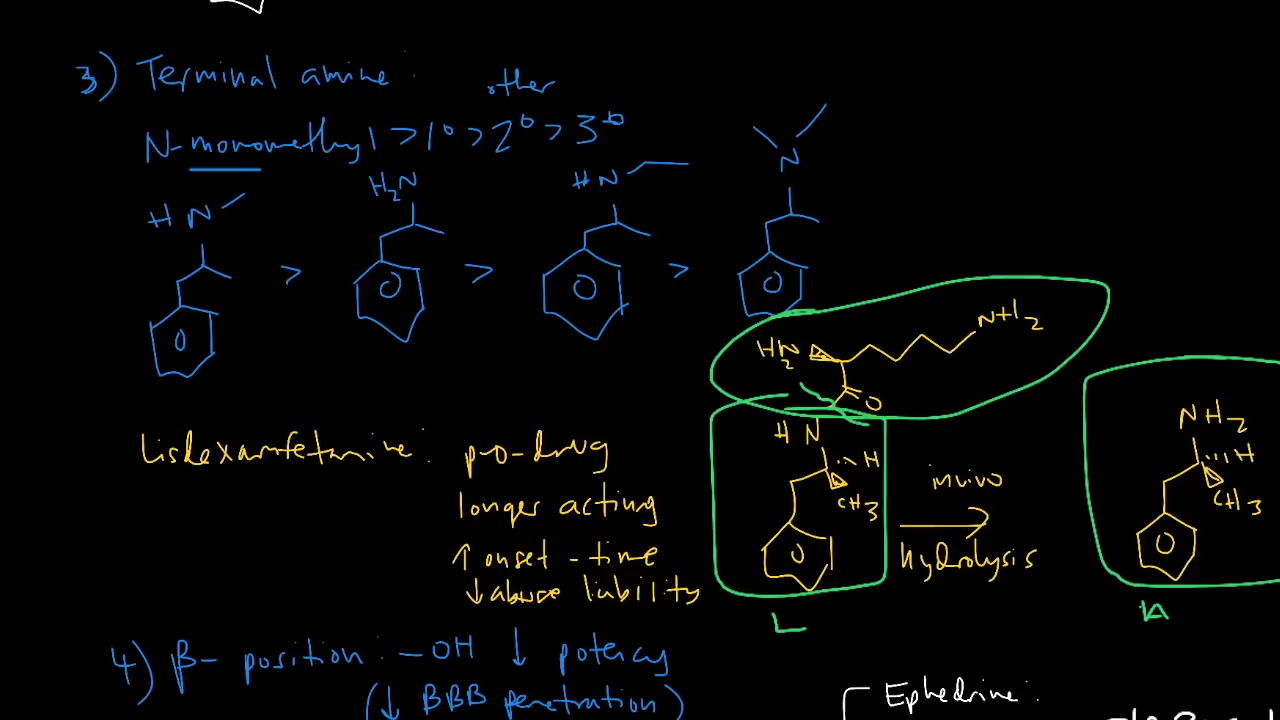 3) Terminal amine :
other
N-monomethyl > 1° > 2° > 3°
HN
H₂N
HN
N
> > >
NH₂
H₂N
O
Lisdexamfetamine : pro-drug
longer acting
↑ onset-time
↓ abuse liability
HN
H
CH₃
in vivo
hydrolysis
NH₂
H
CH₃
L
A
4) β- position : -OH ↓ potency
(↓ BBB penetration)
Ephedrine :